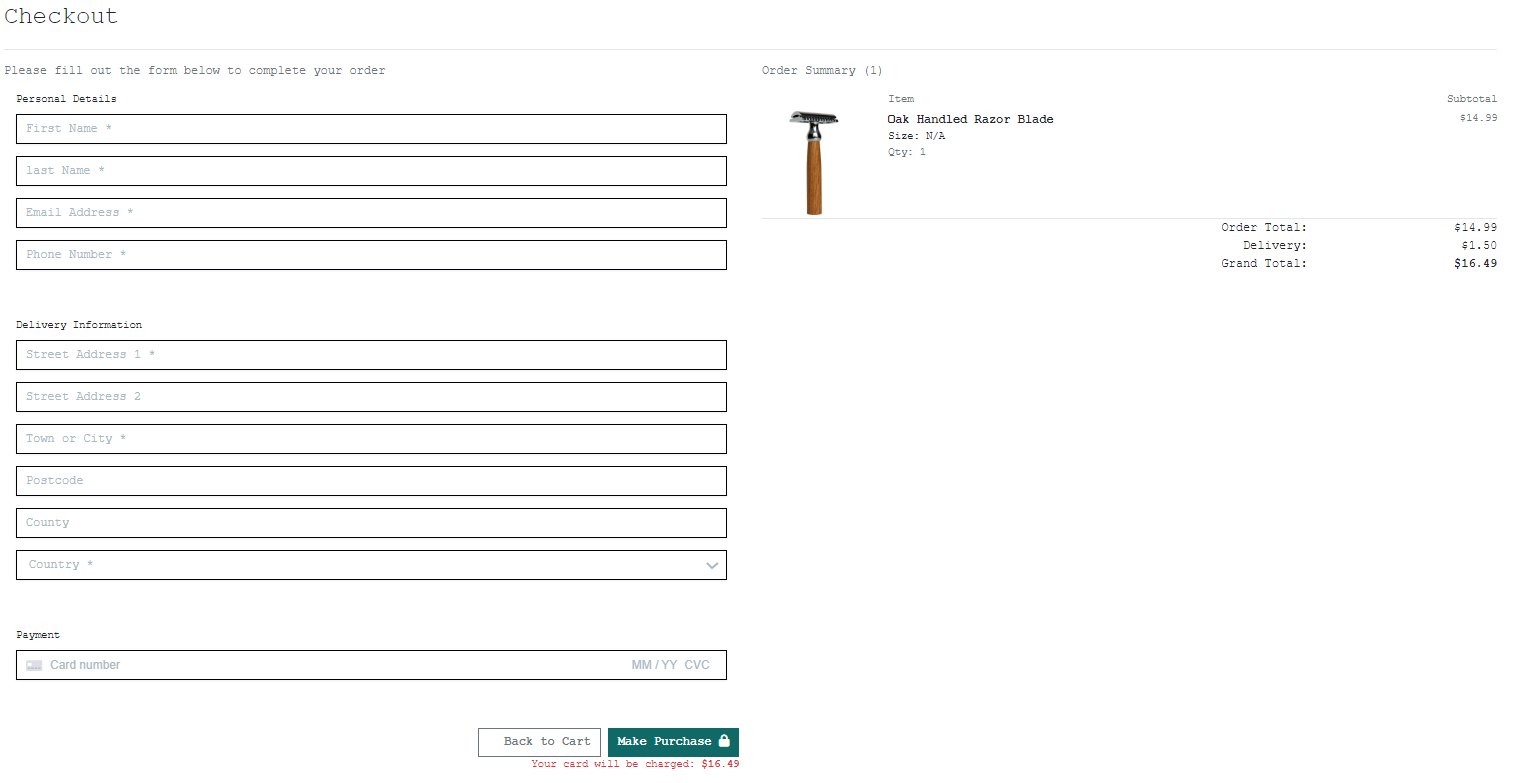 Checkout
Please fill out the form below to complete your order
Personal Details
First Name *
last Name *
Email Address *
Phone Number *
Delivery Information
Street Address 1 *
Street Address 2
Town or City *
Postcode
County
Country *
Payment
Card number MM / YY CVC
Back to Cart Make Purchase
Your card will be charged: $16.49
Order Summary (1)
Item Subtotal
Oak Handled Razor Blade $14.99
Size: N/A
Qty: 1
Order Total: $14.99
Delivery: $1.50
Grand Total: $16.49